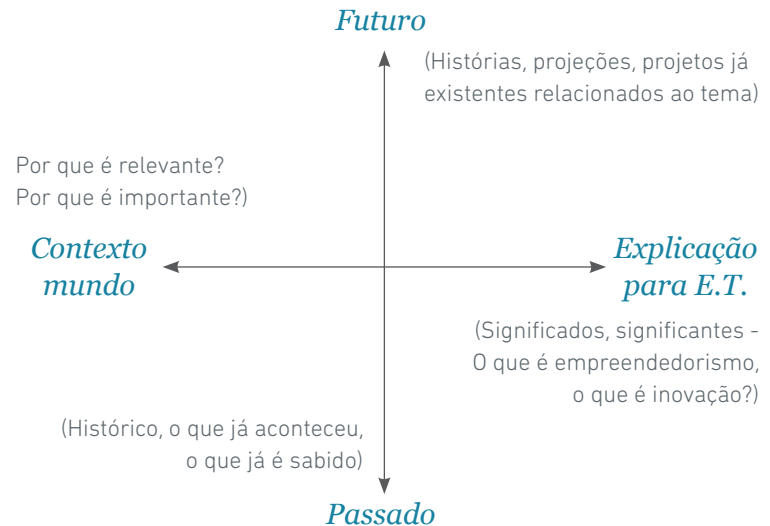 Futuro
(Histórias, projeções, projetos já
existentes relacionados ao tema)
Por que é relevante?
Por que é importante?)
Contexto
mundo
Explicação
para E.T.
(Significados, significantes -
O que é empreendedorismo,
o que é inovação?)
(Histórico, o que já aconteceu,
o que já é sabido)
Passado